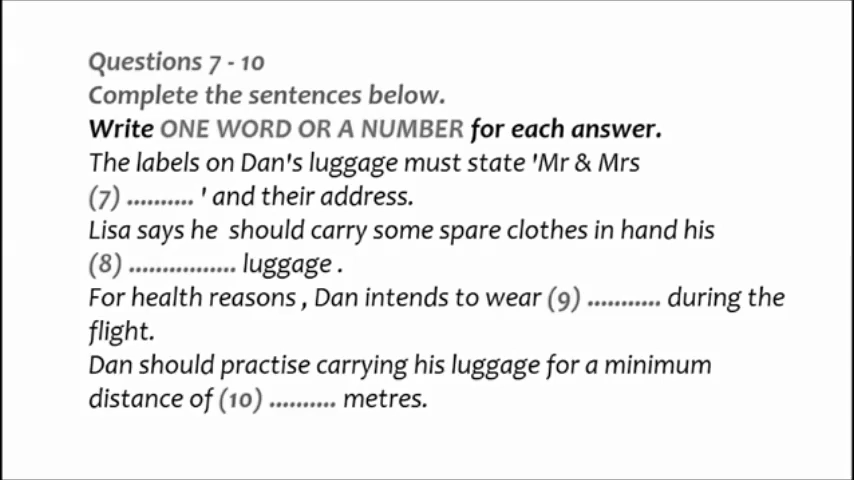 Questions 7 - 10
Complete the sentences below.
Write ONE WORD OR A NUMBER for each answer.
The labels on Dan's luggage must state 'Mr & Mrs
(7) .......... ' and their address.
Lisa says he should carry some spare clothes in hand his
(8) ................ luggage .
For health reasons , Dan intends to wear (9) ........... during the
flight.
Dan should practise carrying his luggage for a minimum
distance of (10) .......... metres.